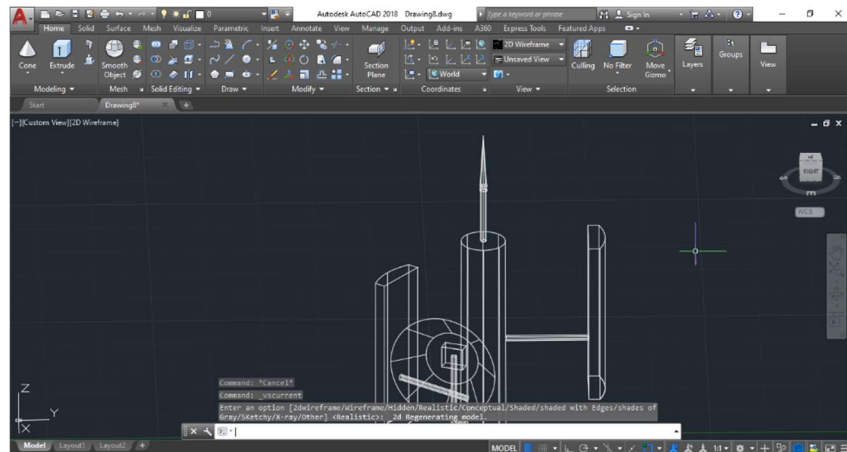 Autodesk AutoCAD 2018 Drawing8.dwg
Type a keyword or phrase
Sign In
Home Solid Surface Mesh Visualize Parametric Insert Annotate View Manage Output Add-ins A360 Express Tools Featured Apps
Cone Extrude Smooth Object Section Plane 2D Wireframe Unsaved View World Culling No Filter Move Gizmo Layers Groups View
Modeling Mesh Solid Editing Draw Modify Section Coordinates View Selection
Start Drawing8*
[-][Custom View][2D Wireframe]
RIGHT
WCS
Z
Y
X
Command: *Cancel*
Command: _vscurrent
Enter an option [2dwireframe/Wireframe/Hidden/Realistic/Conceptual/Shaded/shaded with Edges/shades of
Gray/SKetchy/X-ray/Other] <Realistic>: _2d Regenerating model.
Model Layout1 Layout2 +
MODEL 1:1